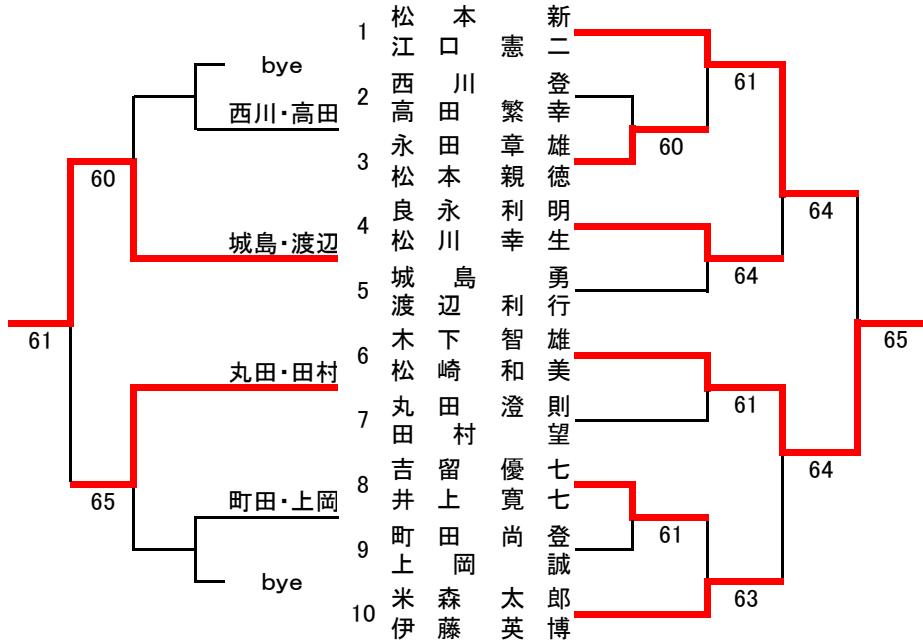 松本 新
1
江口憲二
61
bye
西川 登
2
西川・高田
高田繁幸
60
永田章雄
3
60
松本親徳
64
良永利明
4
城島・渡辺
松川幸生
64
城島 勇
5
渡辺利行
61
65
木下智雄
6
丸田・田村
松崎和美
61
丸田澄則
7
田村 望
64
吉留優七
8
65
町田・上岡
井上寛七
61
町田尚登
9
上岡 誠
bye
63
米森太郎
10
伊藤英博